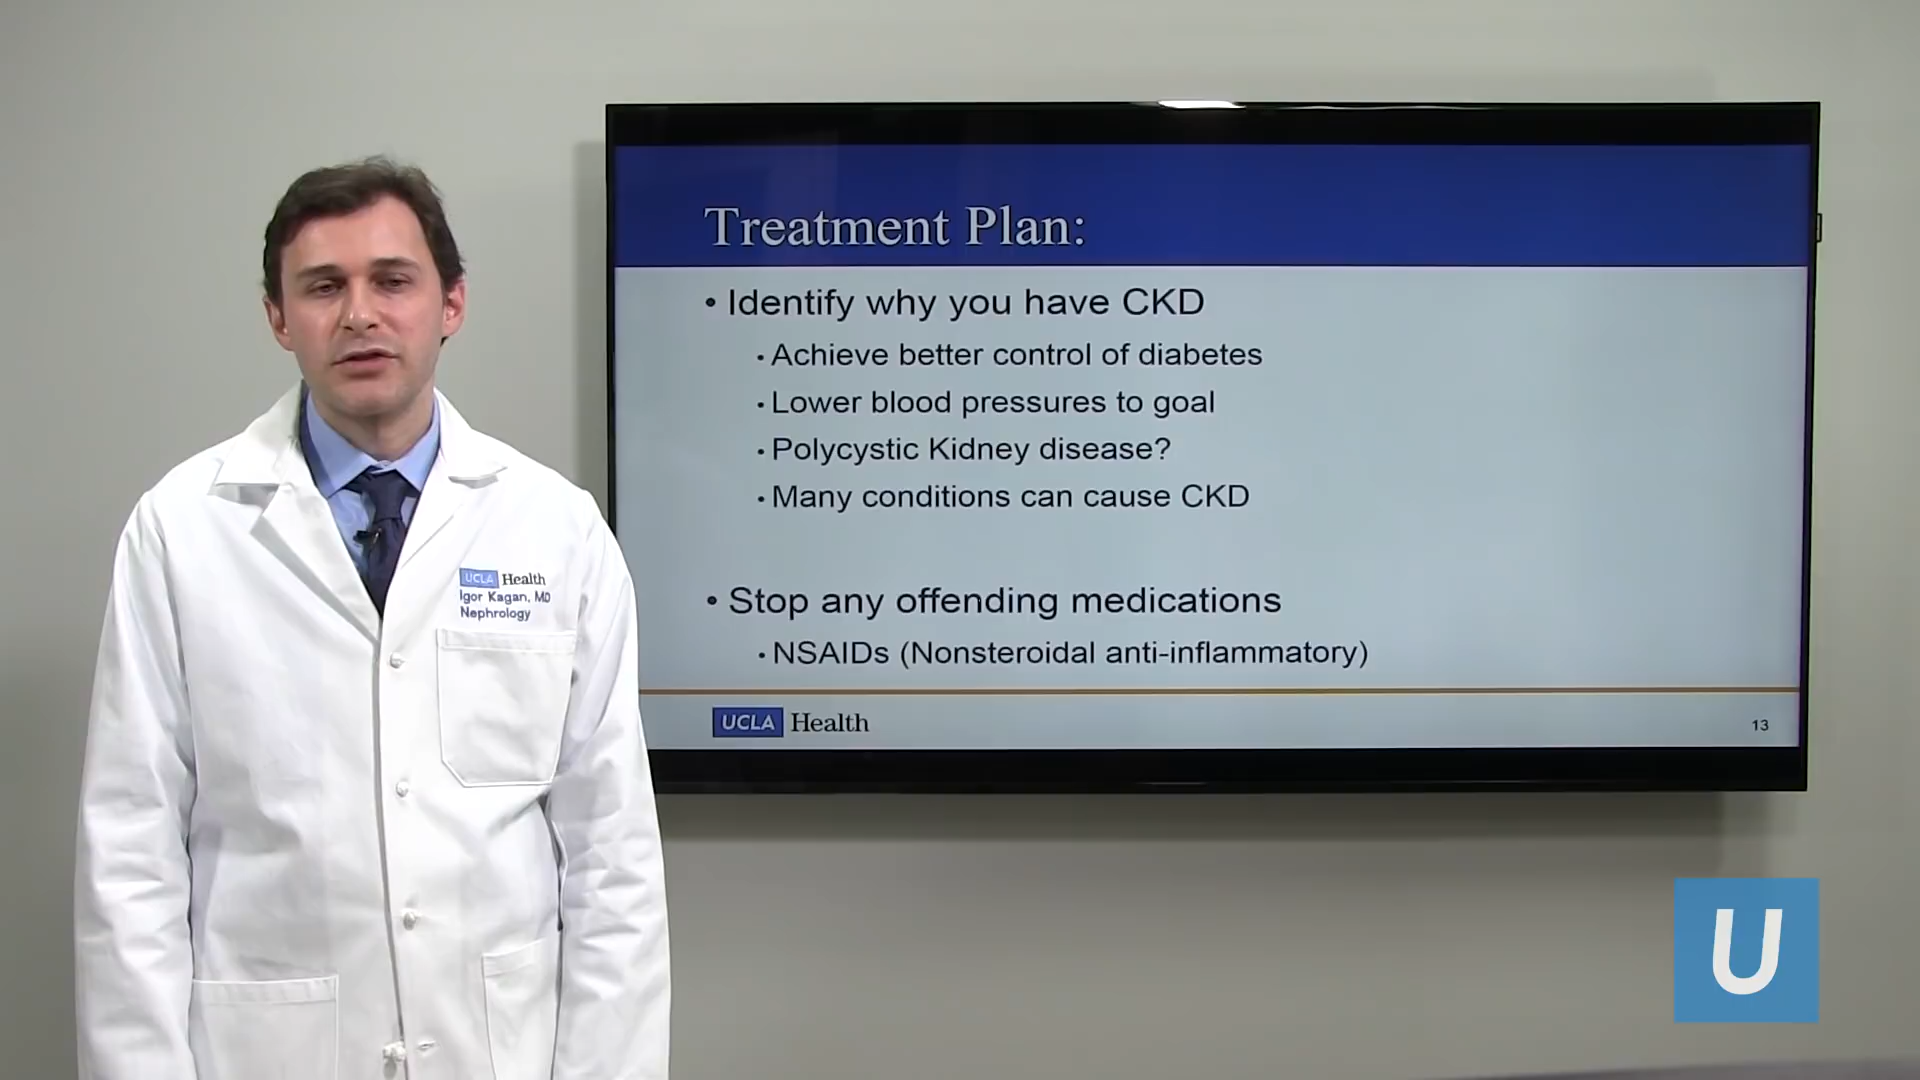 Treatment Plan:
• Identify why you have CKD
• Achieve better control of diabetes
• Lower blood pressures to goal
• Polycystic Kidney disease?
• Many conditions can cause CKD
• Stop any offending medications
• NSAIDs (Nonsteroidal anti-inflammatory)
UCLA Health
13
UCLA Health
Igor Kagan, MD
Nephrology
U